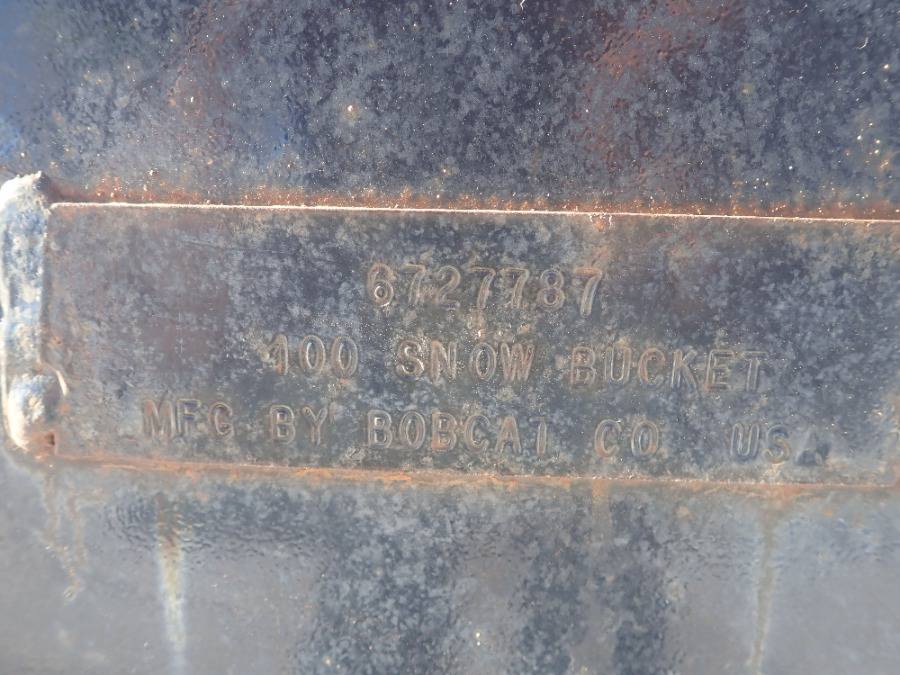 6727787
100 SNOW BUCKET
MFG BY BOBCAT CO USA